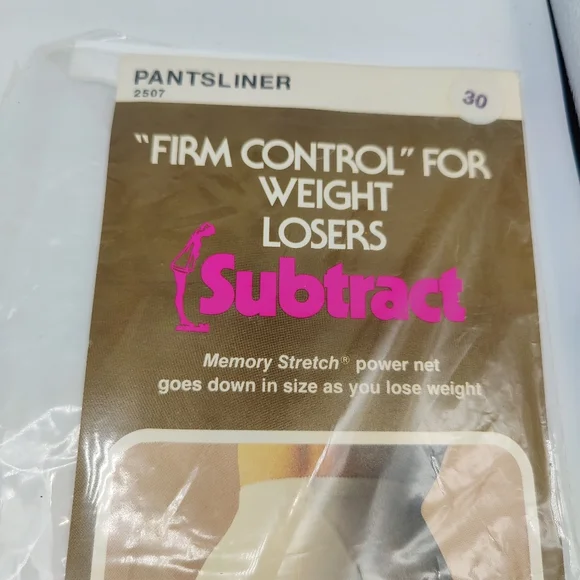 PANTSLINER
2507
30
"FIRM CONTROL" FOR
WEIGHT
LOSERS
Subtract
Memory Stretch® power net
goes down in size as you lose weight